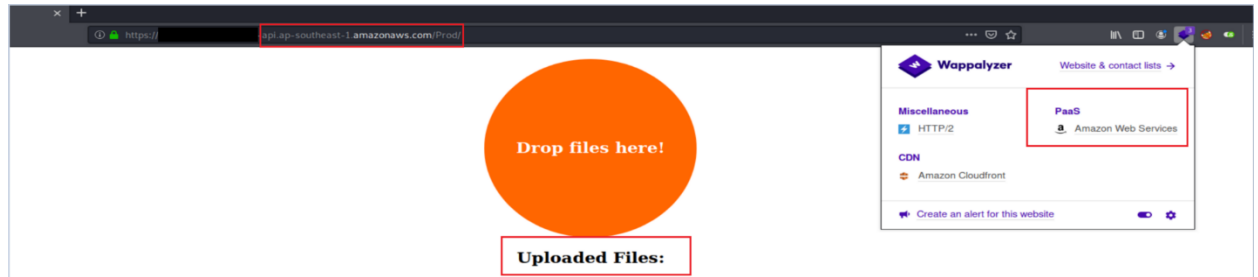 × +
https:// api.ap-southeast-1.amazonaws.com/Prod/
Wappalyzer
Website & contact lists →
Miscellaneous
HTTP/2
PaaS
Amazon Web Services
CDN
Amazon Cloudfront
Create an alert for this website
Drop files here!
Uploaded Files: